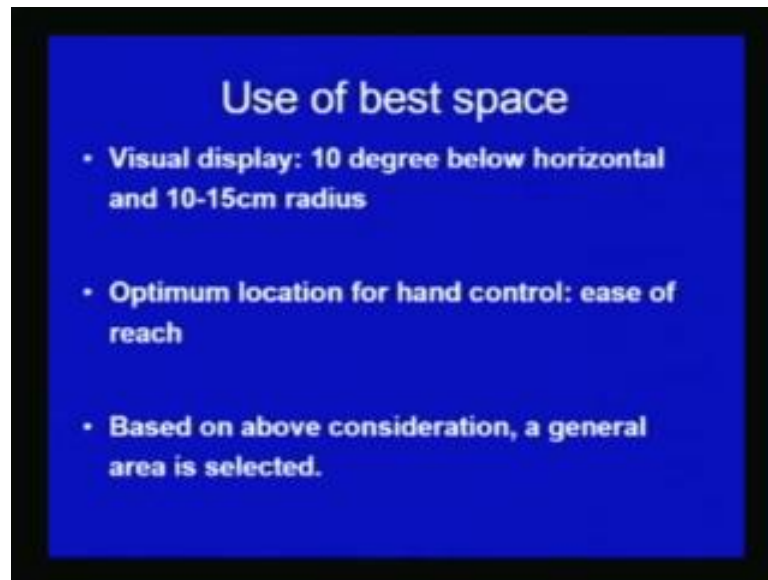 Use of best space
• Visual display: 10 degree below horizontal
and 10-15cm radius
• Optimum location for hand control: ease of
reach
• Based on above consideration, a general
area is selected.